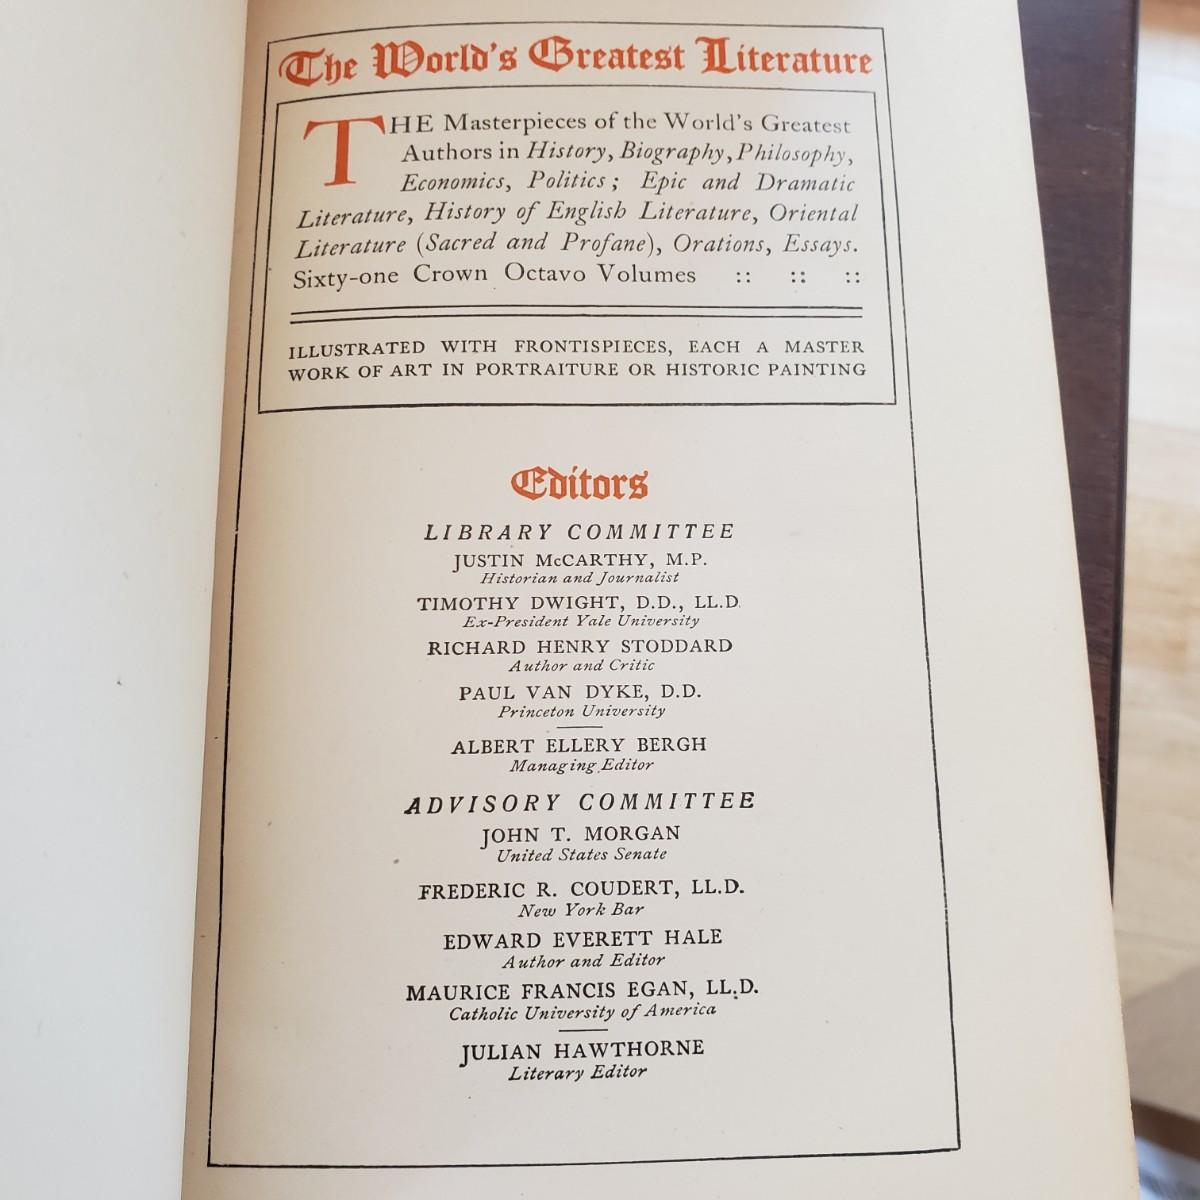 The World's Greatest Literature
THE Masterpieces of the World's Greatest
Authors in History, Biography, Philosophy,
Economics, Politics; Epic and Dramatic
Literature, History of English Literature, Oriental
Literature (Sacred and Profane), Orations, Essays.
Sixty-one Crown Octavo Volumes :: :: ::
ILLUSTRATED WITH FRONTISPIECES, EACH A MASTER
WORK OF ART IN PORTRAITURE OR HISTORIC PAINTING
Editors
LIBRARY COMMITTEE
JUSTIN McCARTHY, M.P.
Historian and Journalist
TIMOTHY DWIGHT, D.D., LL.D
Ex-President Yale University
RICHARD HENRY STODDARD
Author and Critic
PAUL VAN DYKE, D.D.
Princeton University
ALBERT ELLERY BERGH
Managing Editor
ADVISORY COMMITTEE
JOHN T. MORGAN
United States Senate
FREDERIC R. COUDERT, LL.D.
New York Bar
EDWARD EVERETT HALE
Author and Editor
MAURICE FRANCIS EGAN, LL.D.
Catholic University of America
JULIAN HAWTHORNE
Literary Editor